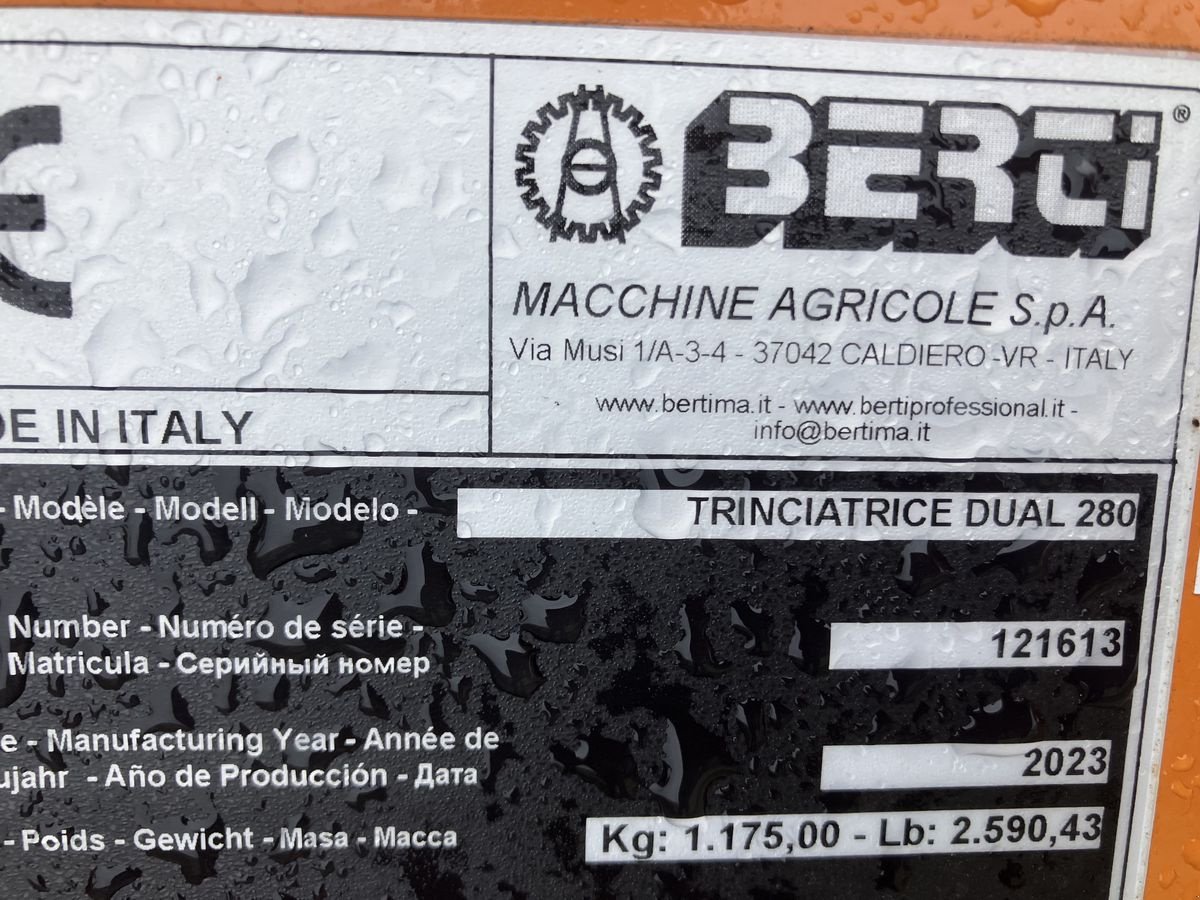 BERTI®
MACCHINE AGRICOLE S.p.A.
Via Musi 1/A-3-4 - 37042 CALDIERO -VR - ITALY
www.bertima.it - www.bertiprofessional.it -
info@bertima.it
DE IN ITALY
- Modèle - Modell - Modelo - TRINCIATRICE DUAL 280
Number - Numéro de série - 121613
Matricula - Серийный номер
e - Manufacturing Year - Année de
ujahr - Año de Producción - Дата 2023
- Poids - Gewicht - Masa - Масса Kg: 1.175,00 - Lb: 2.590,43